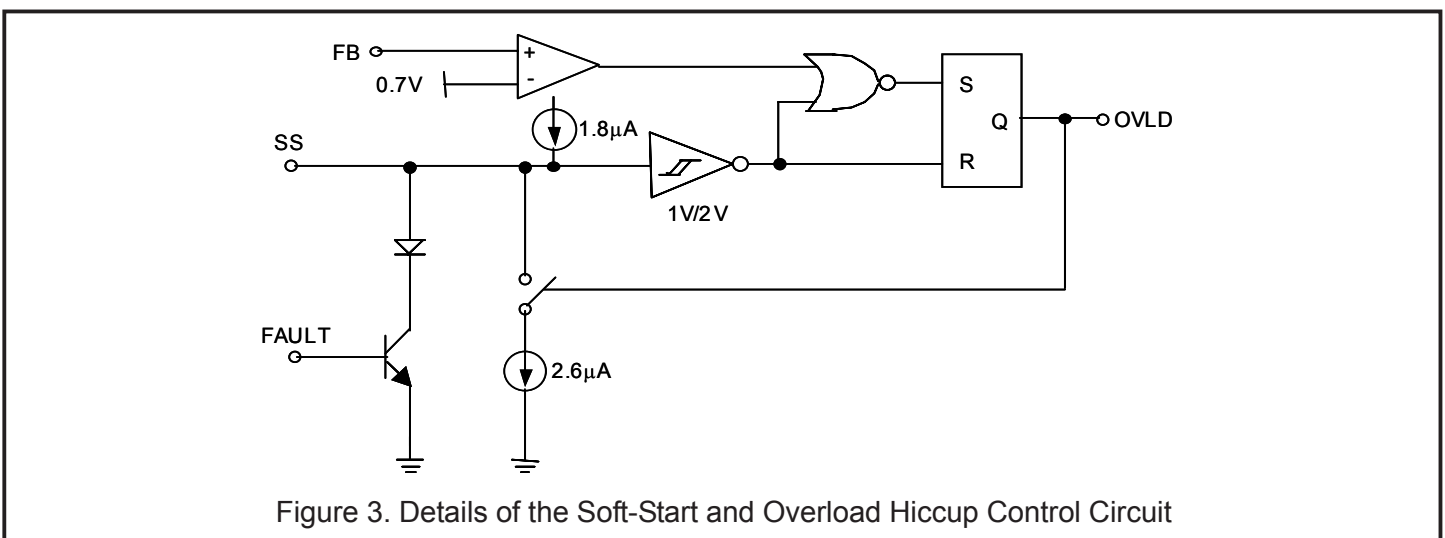 FB
+
0.7V
-
1.8µA
S
Q
OVLD
SS
R
1V/2V
FAULT
2.6µA
Figure 3. Details of the Soft-Start and Overload Hiccup Control Circuit